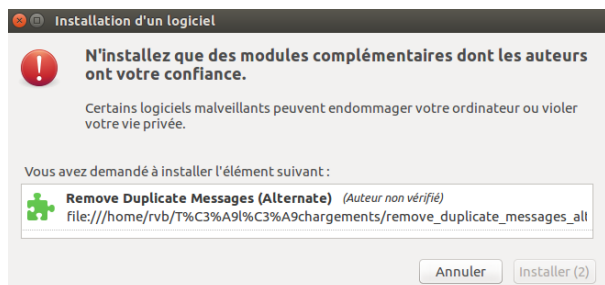 Installation d'un logiciel
N'installez que des modules complémentaires dont les auteurs
ont votre confiance.
Certains logiciels malveillants peuvent endommager votre ordinateur ou violer
votre vie privée.
Vous avez demandé à installer l'élément suivant :
Remove Duplicate Messages (Alternate) (Auteur non vérifié)
file:///home/rvb/T%C3%A9l%C3%A9chargements/remove_duplicate_messages_alt
Annuler Installer (2)